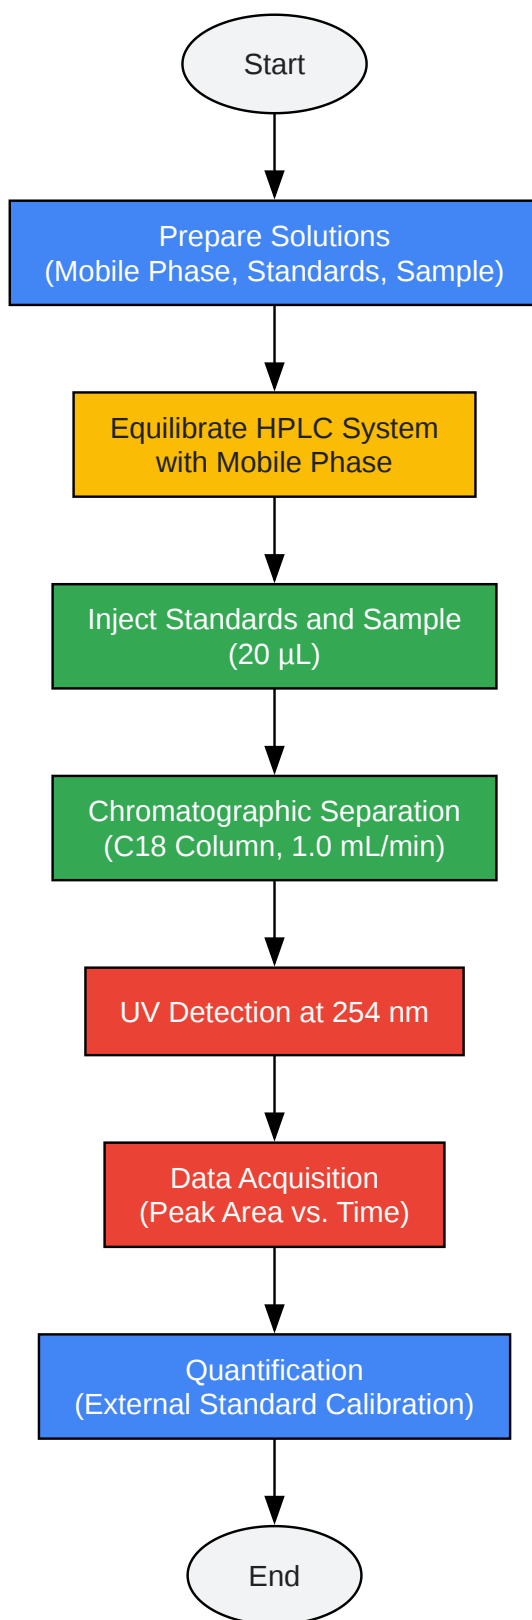 Start
Prepare Solutions
(Mobile Phase, Standards, Sample)
Equilibrate HPLC System
with Mobile Phase
Inject Standards and Sample
(20 µL)
Chromatographic Separation
(C18 Column, 1.0 mL/min)
UV Detection at 254 nm
Data Acquisition
(Peak Area vs. Time)
Quantification
(External Standard Calibration)
End